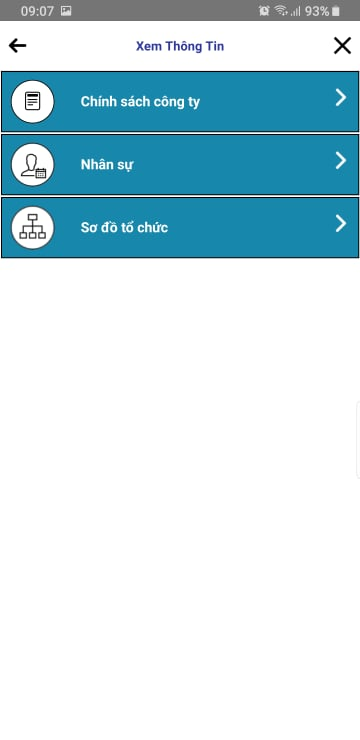 09:07 93%
Xem Thông Tin
Chính sách công ty
Nhân sự
Sơ đồ tổ chức